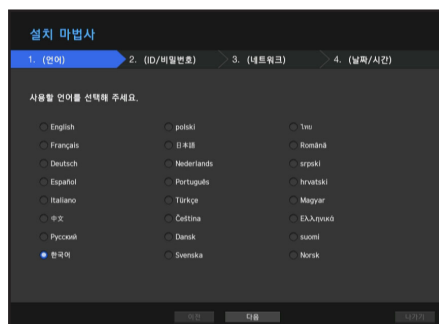 설치 마법사
1. (언어) 2. (ID/비밀번호) 3. (네트워크) 4. (날짜/시간)
사용할 언어를 선택해 주세요.
English polski ไทย
Français 日本語 Română
Deutsch Nederlands srpski
Español Português hrvatski
Italiano Türkçe Magyar
中文 Čeština Ελληνικά
Русский Dansk suomi
한국어 Svenska Norsk
이전 다음 나가기